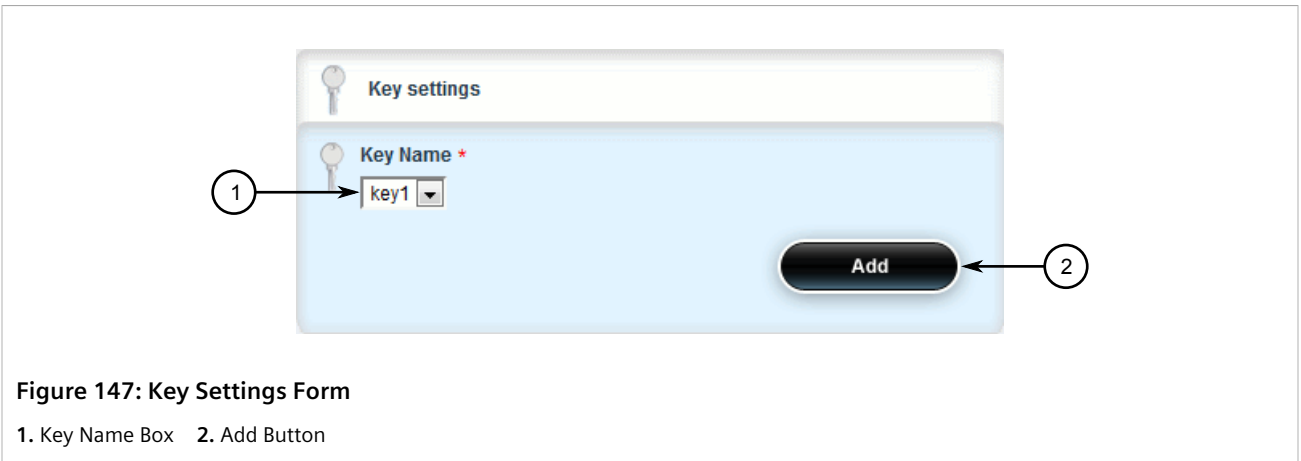 Key settings
Key Name *
1
key1
Add
2
Figure 147: Key Settings Form
1. Key Name Box 2. Add Button